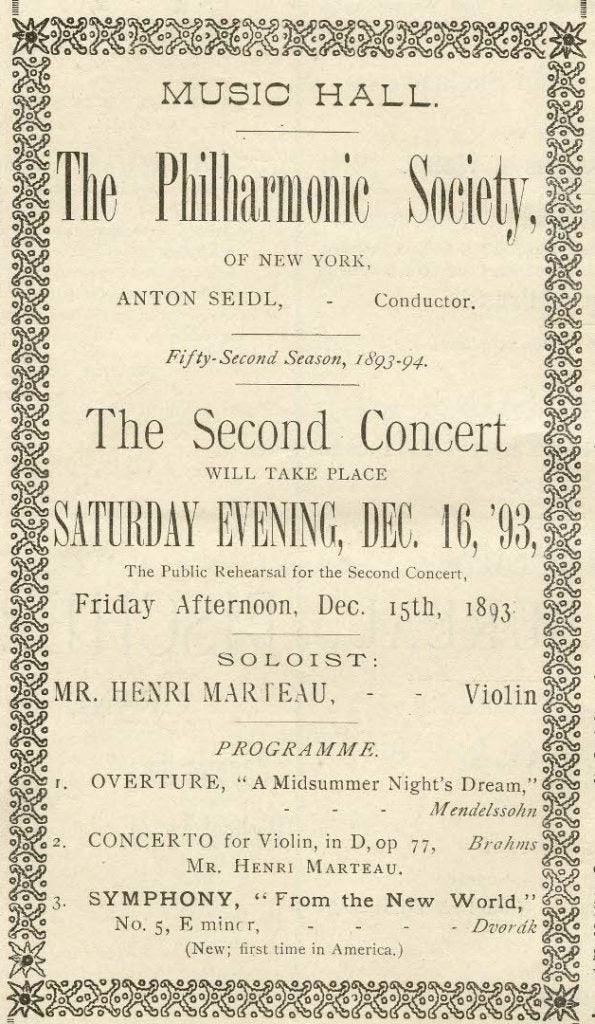 MUSIC HALL.
The Philharmonic Society,
OF NEW YORK,
ANTON SEIDL, - Conductor.
Fifty-Second Season, 1893-94.
The Second Concert
WILL TAKE PLACE
SATURDAY EVENING, DEC. 16, '93,
The Public Rehearsal for the Second Concert,
Friday Afternoon, Dec. 15th, 1893
SOLOIST:
MR. HENRI MARTEAU, - - Violin
PROGRAMME.
1. OVERTURE, "A Midsummer Night's Dream,"
- - - Mendelssohn
2. CONCERTO for Violin, in D, op 77, Brahms
MR. HENRI MARTEAU.
3. SYMPHONY, "From the New World,"
No. 5, E minor, - - - - Dvorák
(New; first time in America.)